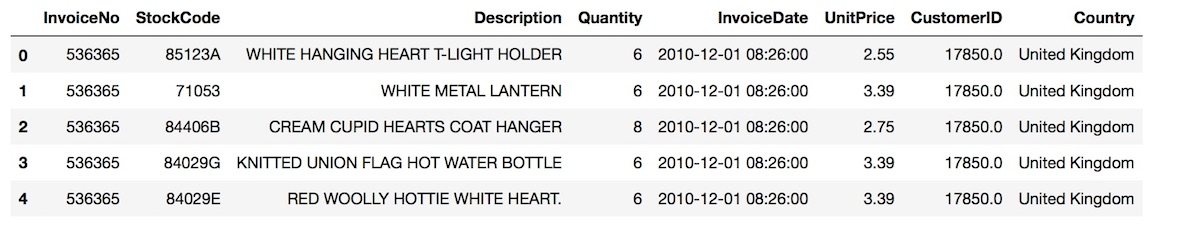 InvoiceNo StockCode Description Quantity InvoiceDate UnitPrice CustomerID Country
0 536365 85123A WHITE HANGING HEART T-LIGHT HOLDER 6 2010-12-01 08:26:00 2.55 17850.0 United Kingdom
1 536365 71053 WHITE METAL LANTERN 6 2010-12-01 08:26:00 3.39 17850.0 United Kingdom
2 536365 84406B CREAM CUPID HEARTS COAT HANGER 8 2010-12-01 08:26:00 2.75 17850.0 United Kingdom
3 536365 84029G KNITTED UNION FLAG HOT WATER BOTTLE 6 2010-12-01 08:26:00 3.39 17850.0 United Kingdom
4 536365 84029E RED WOOLLY HOTTIE WHITE HEART. 6 2010-12-01 08:26:00 3.39 17850.0 United Kingdom